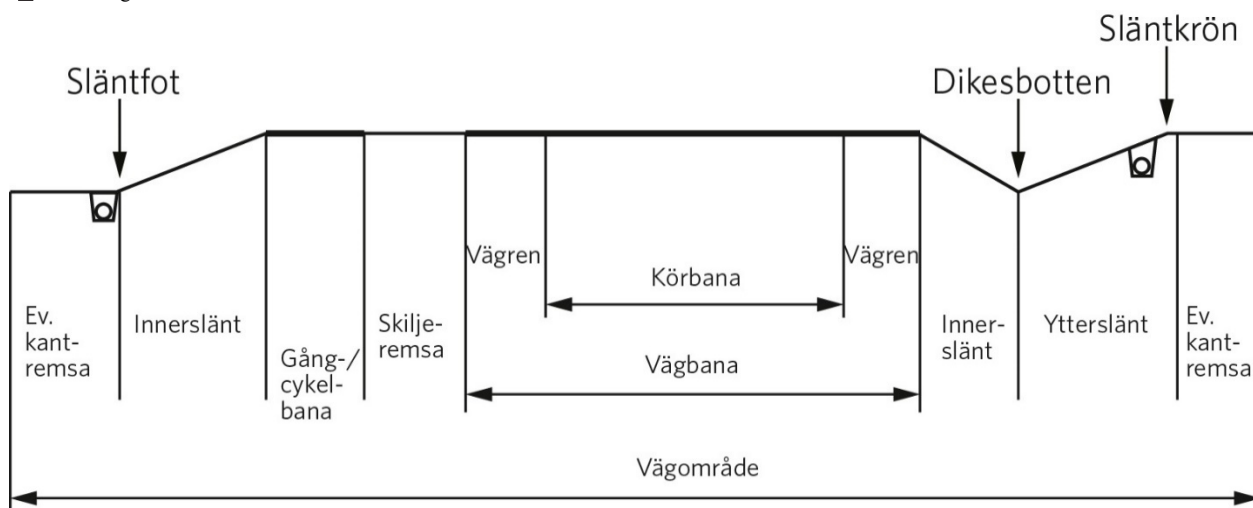 Släntkrön
Släntfot
Dikesbotten
Vägren
Körbana
Vägren
Ev.
kant-
remsa
Innerslänt
Gång-/
cykel-
bana
Skilje-
remsa
Vägbana
Inner-
slänt
Ytterslänt
Ev.
kant-
remsa
Vägområde